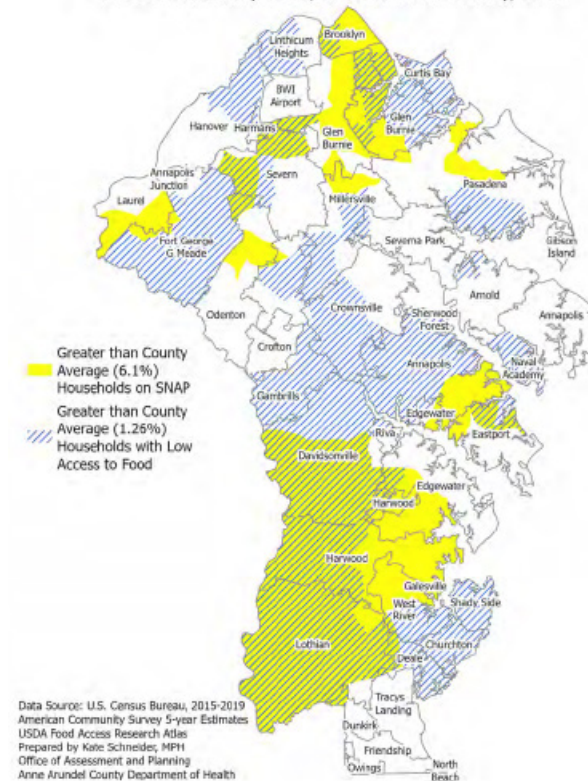 Brooklyn
Linthicum
Heights
Curtis Bay
BWI
Airport
Glen
Burnie
Hanover
Harmans
Glen
Burnie
Annapolis
Junction
Severn
Pasadena
Laurel
Millersville
Fort George
G Meade
Severna Park
Gibson
Island
Arnold
Crownsville
Odenton
Sherwood
Forest
Annapolis
Crofton
Annapolis
Naval
Academy
Greater than County
Average (6.1%)
Households on SNAP
Gambrills
Edgewater
Greater than County
Average (1.26%)
Households with Low
Access to Food
Riva
Eastport
Davidsonville
Edgewater
Harwood
Harwood
Galesville
West
River
Shady Side
Lothian
Churchton
Deale
Tracys
Landing
Dunkirk
Friendship
Owings
North
Beach
Data Source: U.S. Census Bureau, 2015-2019
American Community Survey 5-year Estimates
USDA Food Access Research Atlas
Prepared by Kate Schneider, MPH
Office of Assessment and Planning
Anne Arundel County Department of Health